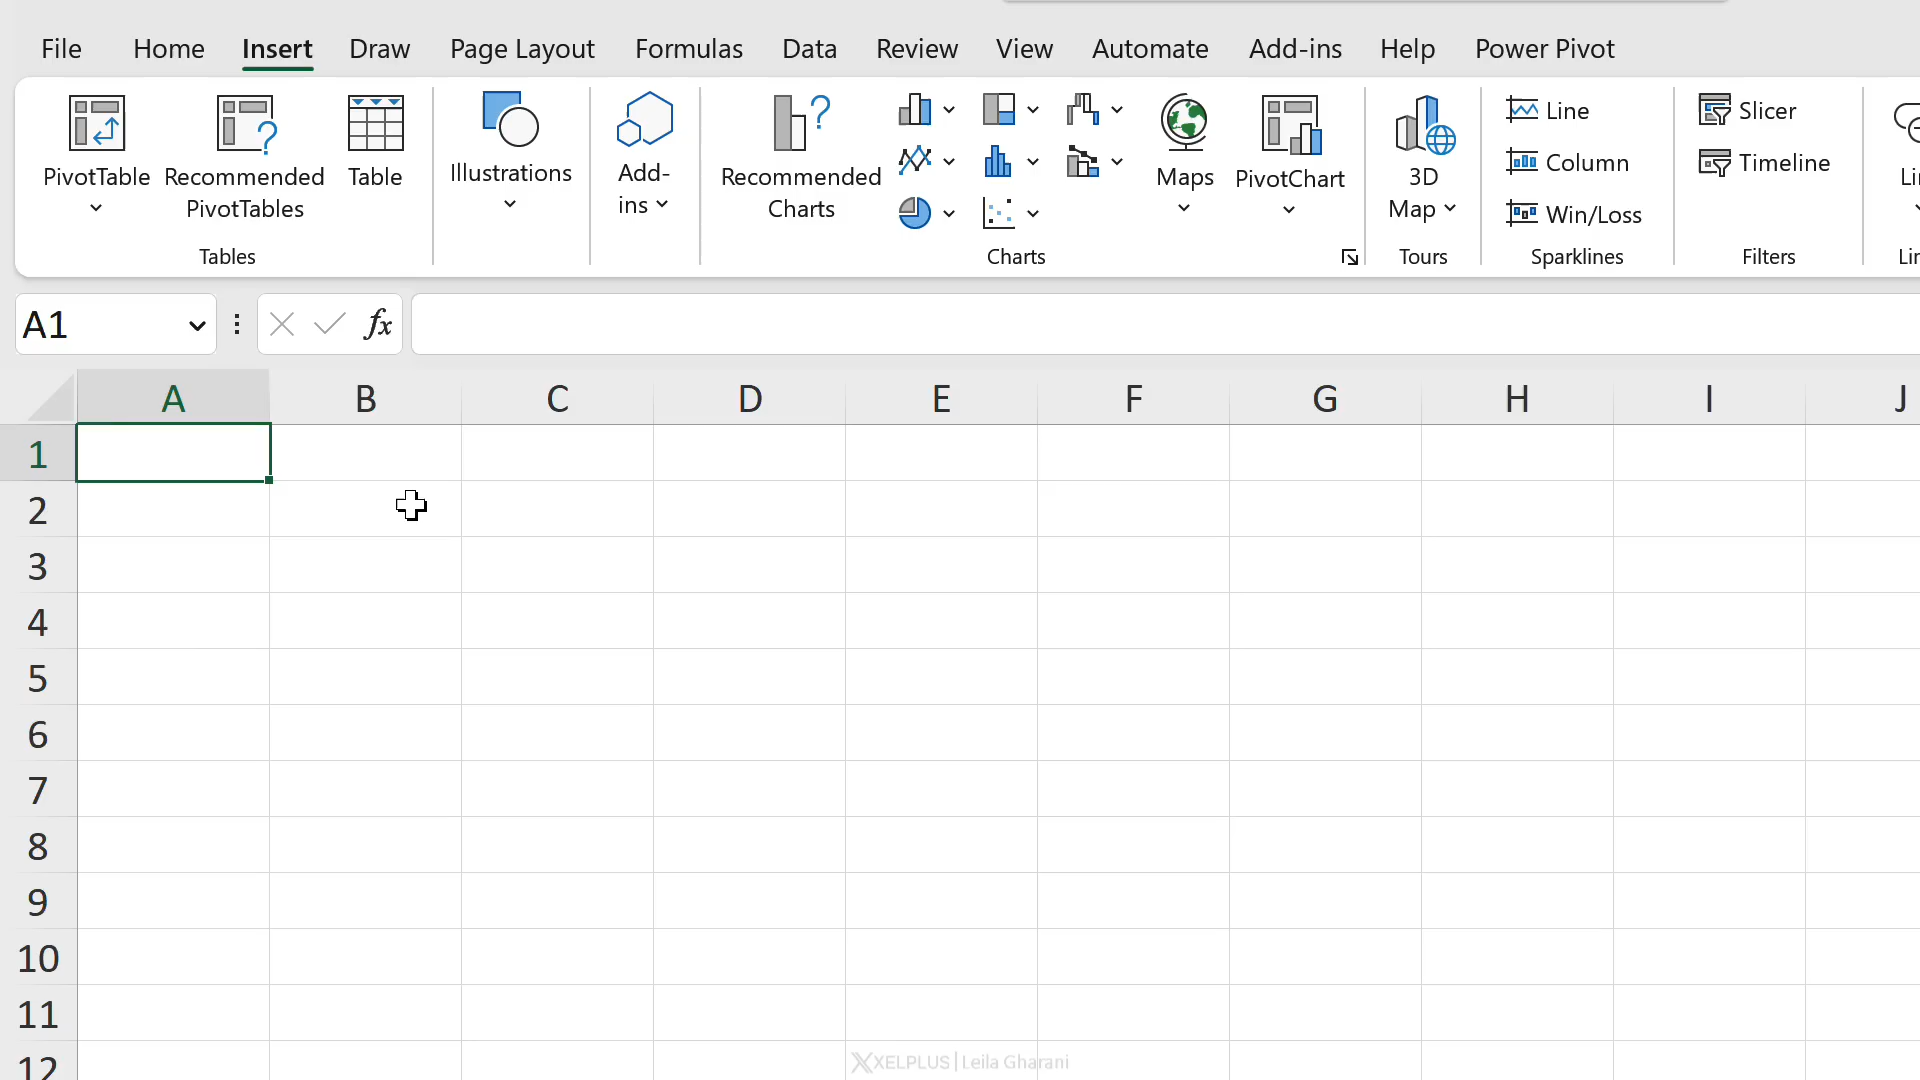 File Home Insert Draw Page Layout Formulas Data Review View Automate Add-ins Help Power Pivot
PivotTable
Recommended
PivotTables
Table
Tables
Illustrations
Add-
ins
Recommended
Charts
Maps
PivotChart
Charts
3D
Map
Tours
Line
Column
Win/Loss
Sparklines
Slicer
Timeline
Filters
A1
fx
A B C D E F G H I J
1
2
3
4
5
6
7
8
9
10
11
12
XELPLUS | Leila Gharani